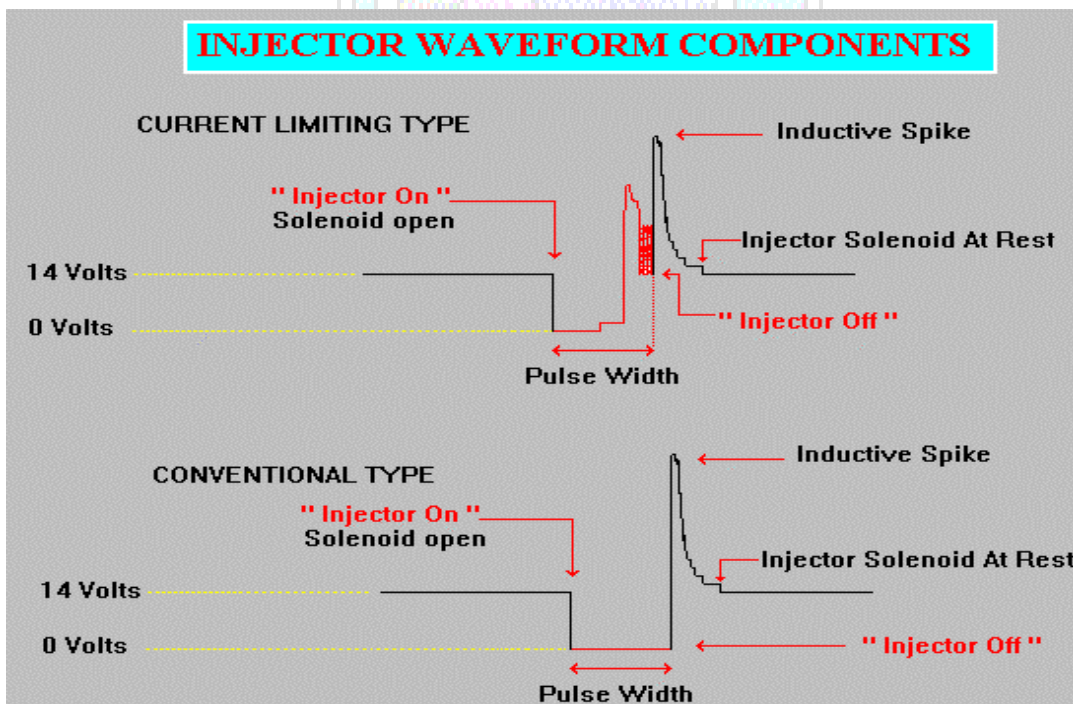 INJECTOR WAVEFORM COMPONENTS
CURRENT LIMITING TYPE
Inductive Spike
" Injector On "
Solenoid open
Injector Solenoid At Rest
14 Volts
0 Volts
" Injector Off "
Pulse Width
Inductive Spike
CONVENTIONAL TYPE
" Injector On "
Solenoid open
Injector Solenoid At Rest
14 Volts
0 Volts
" Injector Off "
Pulse Width